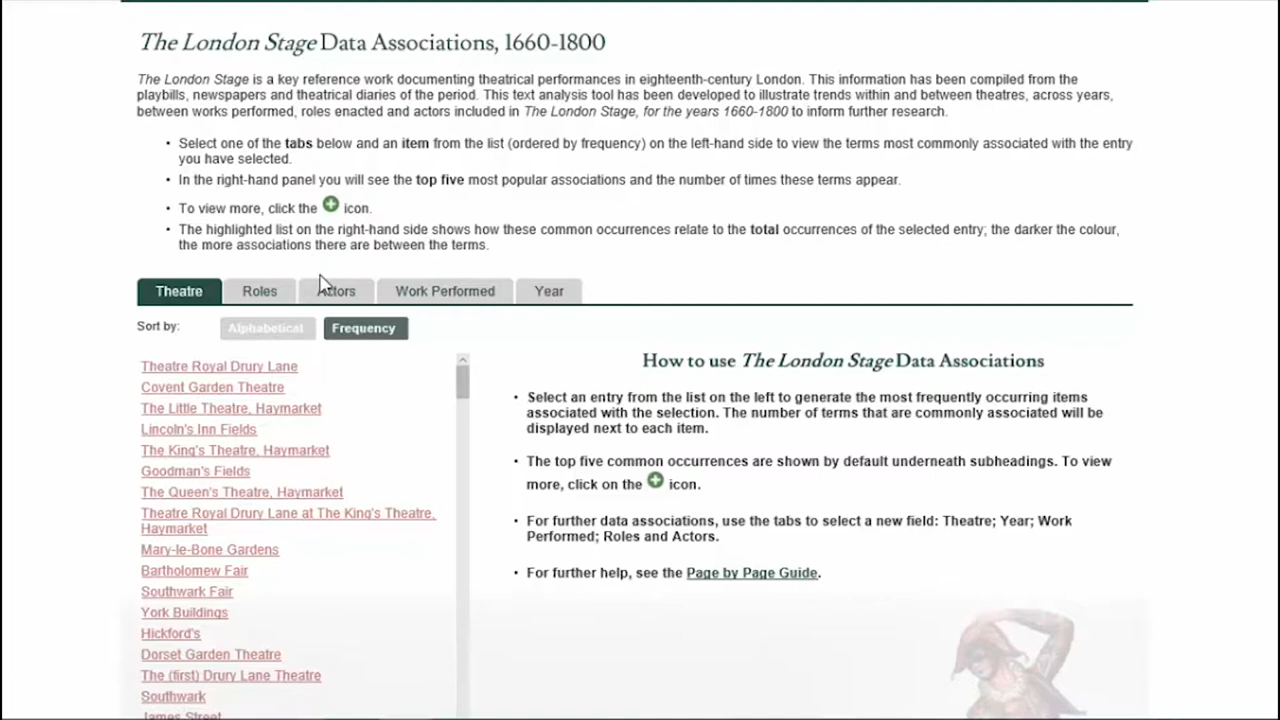 The London Stage Data Associations, 1660-1800
The London Stage is a key reference work documenting theatrical performances in eighteenth-century London. This information has been compiled from the
playbills, newspapers and theatrical diaries of the period. This text analysis tool has been developed to illustrate trends within and between theatres, across years,
between works performed, roles enacted and actors included in The London Stage, for the years 1660-1800 to inform further research.
• Select one of the tabs below and an item from the list (ordered by frequency) on the left-hand side to view the terms most commonly associated with the entry
you have selected.
• In the right-hand panel you will see the top five most popular associations and the number of times these terms appear.
• To view more, click the icon.
• The highlighted list on the right-hand side shows how these common occurrences relate to the total occurrences of the selected entry; the darker the colour,
the more associations there are between the terms.
Theatre Roles Actors Work Performed Year
Sort by: Alphabetical Frequency
Theatre Royal Drury Lane
Covent Garden Theatre
The Little Theatre, Haymarket
Lincoln's Inn Fields
The King's Theatre, Haymarket
Goodman's Fields
The Queen's Theatre, Haymarket
Theatre Royal Drury Lane at The King's Theatre,
Haymarket
Mary-le-Bone Gardens
Bartholomew Fair
Southwark Fair
York Buildings
Hickford's
Dorset Garden Theatre
The (first) Drury Lane Theatre
Southwark
James Street
How to use The London Stage Data Associations
• Select an entry from the list on the left to generate the most frequently occurring items
associated with the selection. The number of terms that are commonly associated will be
displayed next to each item.
• The top five common occurrences are shown by default underneath subheadings. To view
more, click on the icon.
• For further data associations, use the tabs to select a new field: Theatre; Year; Work
Performed; Roles and Actors.
• For further help, see the Page by Page Guide.